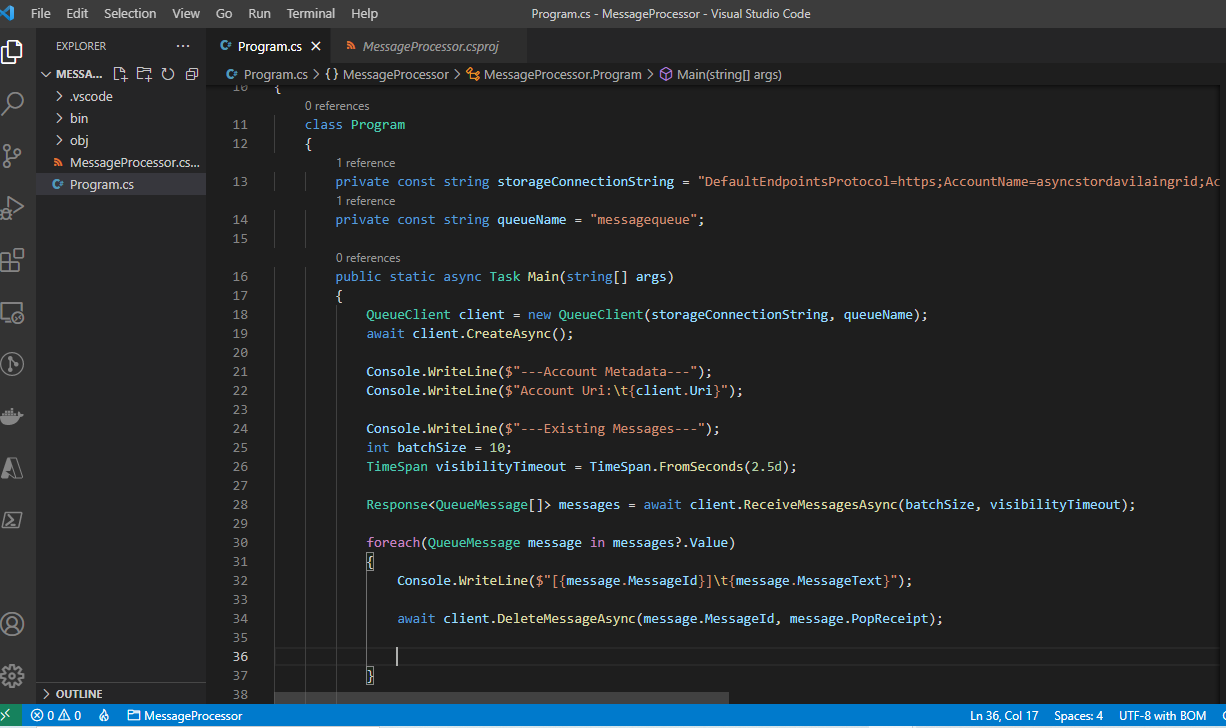 File Edit Selection View Go Run Terminal Help Program.cs - MessageProcessor - Visual Studio Code
EXPLORER ··· Program.cs × MessageProcessor.csproj
MESSA... Program.cs > {} MessageProcessor > MessageProcessor.Program > Main(string[] args)
.vscode
bin
obj
MessageProcessor.cs...
Program.cs
10 {
0 references
11 class Program
12 {
1 reference
13 private const string storageConnectionString = "DefaultEndpointsProtocol=https;AccountName=asyncstordavilaingrid;Ac
1 reference
14 private const string queueName = "messagequeue";
15
0 references
16 public static async Task Main(string[] args)
17 {
18 QueueClient client = new QueueClient(storageConnectionString, queueName);
19 await client.CreateAsync();
20
21 Console.WriteLine($"---Account Metadata---");
22 Console.WriteLine($"Account Uri:\t{client.Uri}");
23
24 Console.WriteLine($"---Existing Messages---");
25 int batchSize = 10;
26 TimeSpan visibilityTimeout = TimeSpan.FromSeconds(2.5d);
27
28 Response<QueueMessage[]> messages = await client.ReceiveMessagesAsync(batchSize, visibilityTimeout);
29
30 foreach(QueueMessage message in messages?.Value)
31 {
32 Console.WriteLine($"[{message.MessageId}]\t{message.MessageText}");
33
34 await client.DeleteMessageAsync(message.MessageId, message.PopReceipt);
35
36
37 }
38
OUTLINE
0 0 MessageProcessor Ln 36, Col 17 Spaces: 4 UTF-8 with BOM